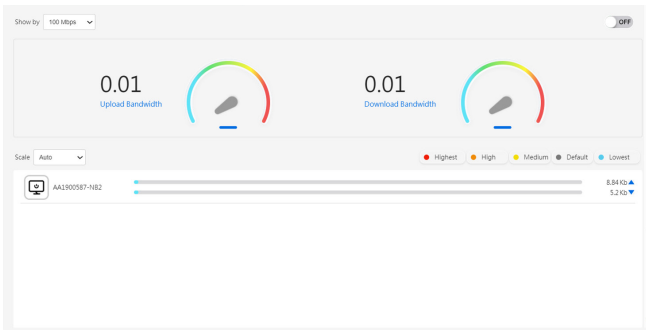 Show by 100 Mbps
OFF
0.01
Upload Bandwidth
0.01
Download Bandwidth
Scale Auto
Highest High Medium Default Lowest
AA1900587-NB2
8.84 Kb
5.2 Kb